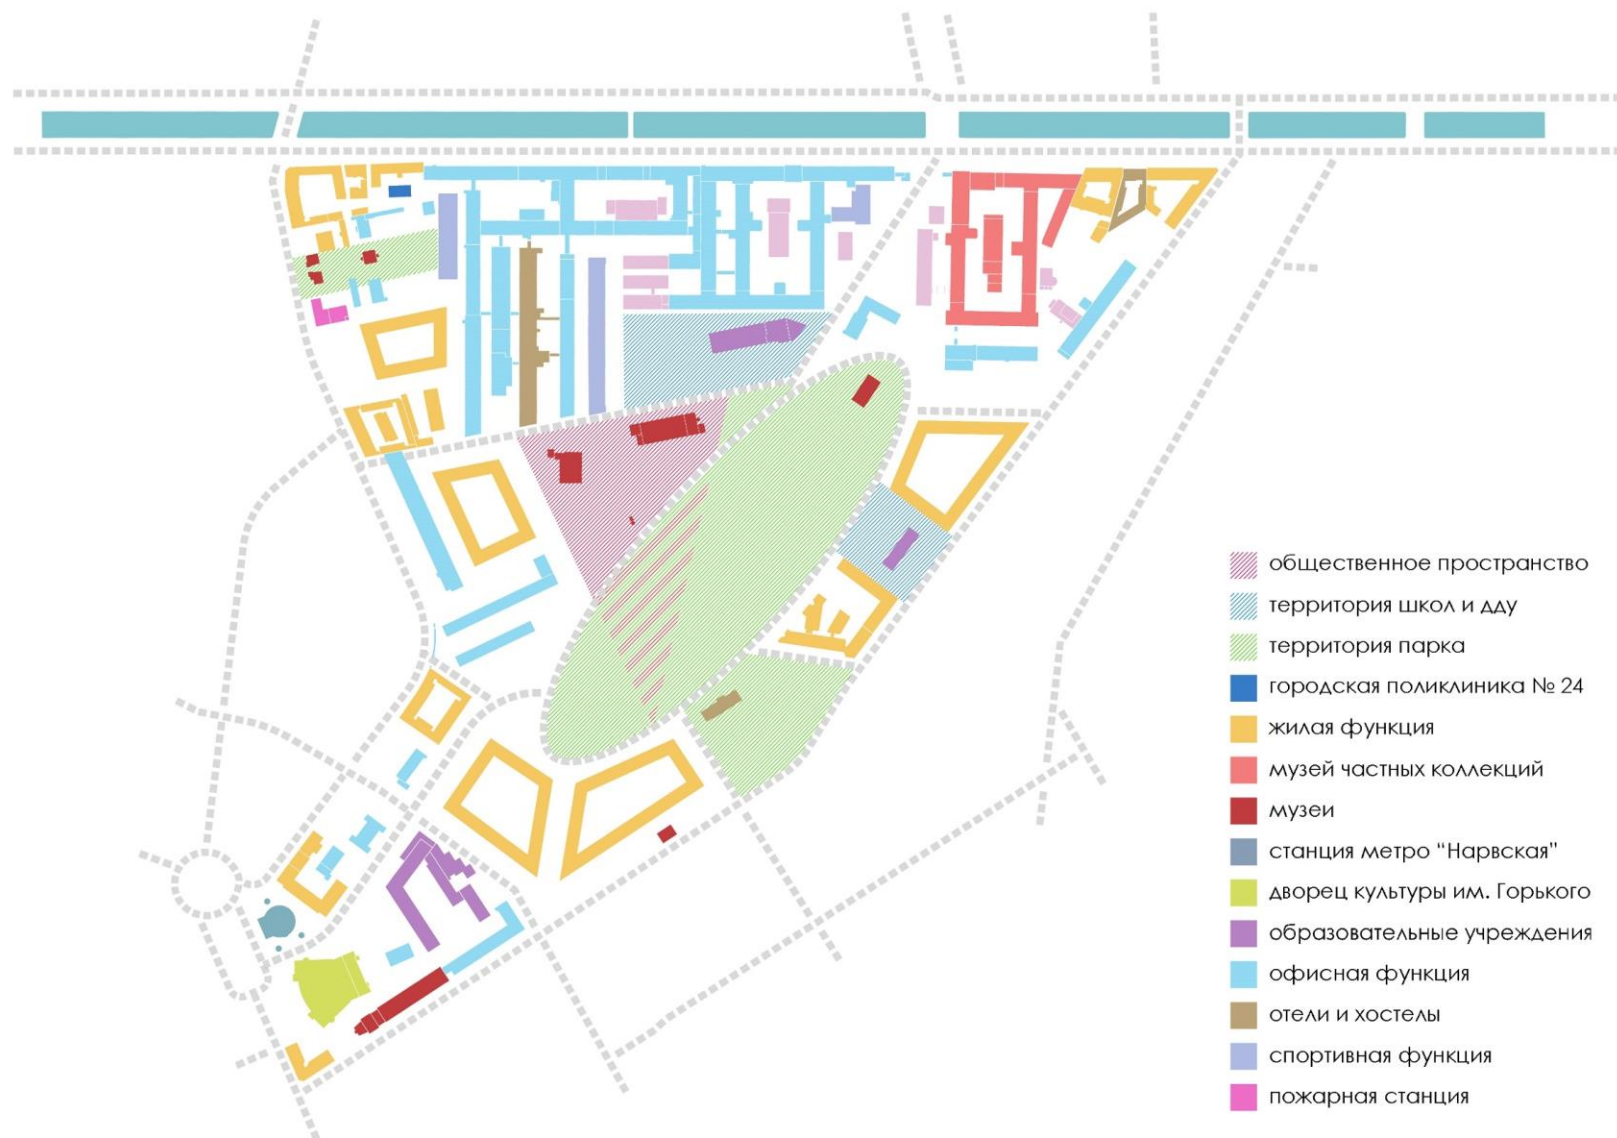 общественное пространство
территория школ и дду
территория парка
городская поликлиника № 24
жилая функция
музей частных коллекций
музеи
станция метро “Нарвская”
дворец культуры им. Горького
образовательные учреждения
офисная функция
отели и хостелы
спортивная функция
пожарная станция